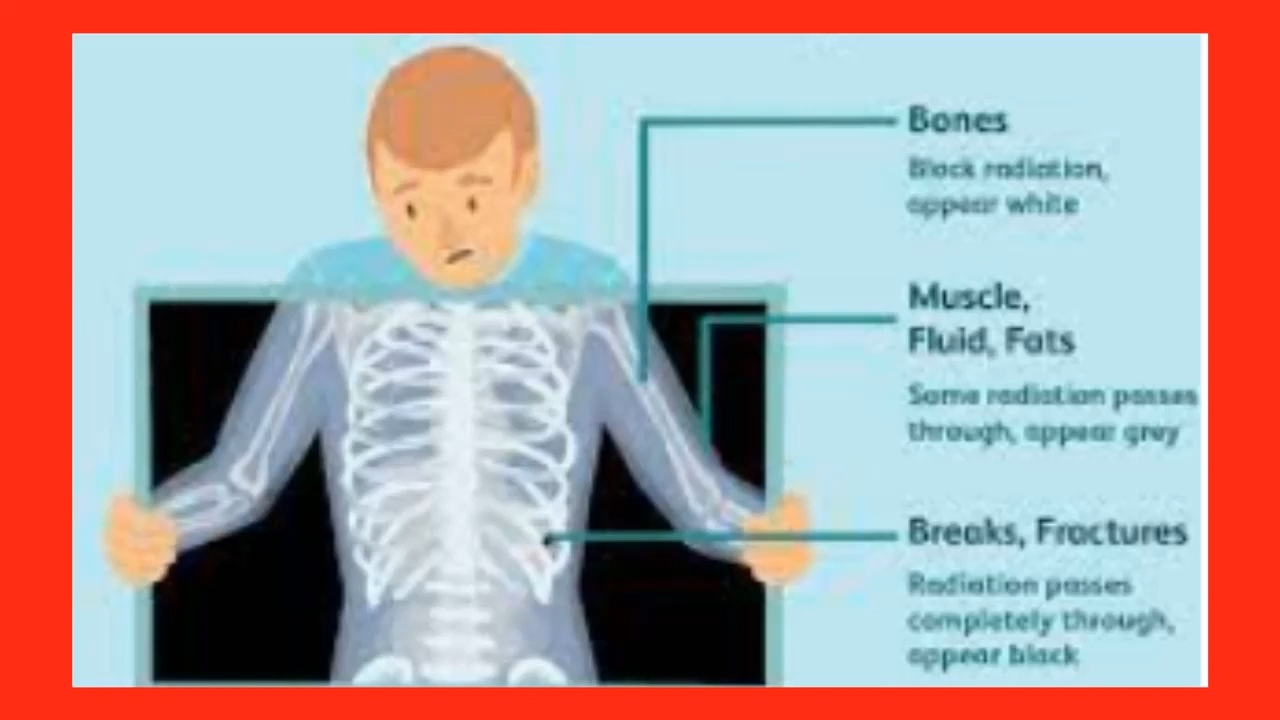 Bones
Block radiation,
appear white
Muscle,
Fluid, Fats
Some radiation passes
through, appear grey
Breaks, Fractures
Radiation passes
completely through,
appear black